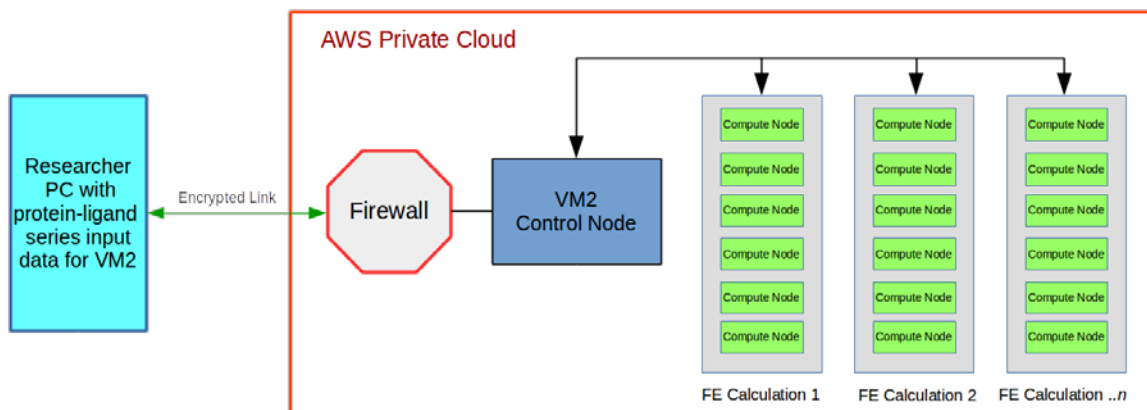 AWS Private Cloud
Researcher
PC with
protein-ligand
series input
data for VM2
Encrypted Link
Firewall
VM2
Control Node
Compute Node
Compute Node
Compute Node
Compute Node
Compute Node
Compute Node
FE Calculation 1
Compute Node
Compute Node
Compute Node
Compute Node
Compute Node
Compute Node
FE Calculation 2
Compute Node
Compute Node
Compute Node
Compute Node
Compute Node
Compute Node
FE Calculation ..n